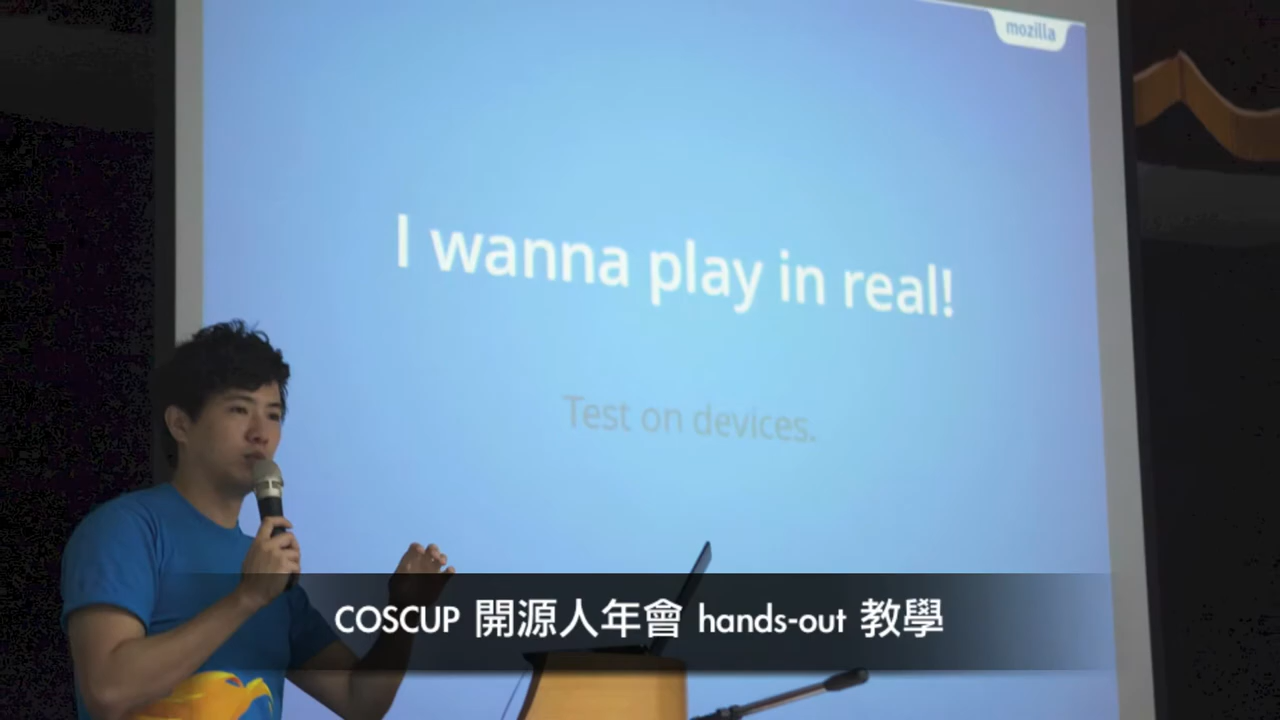 mozilla
I wanna play in real!
Test on devices.
COSCUP 開源人年會 hands-out 教學